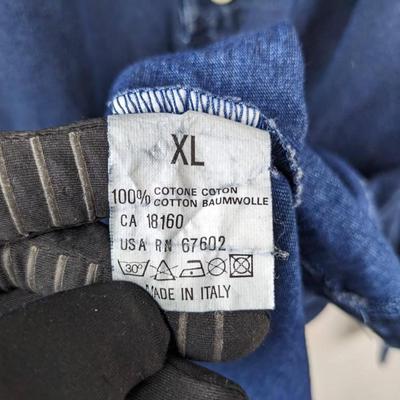 XL
100% COTONE COTON
COTTON BAUMWOLLE
CA 18160
USA RN 67602
30°
MADE IN ITALY